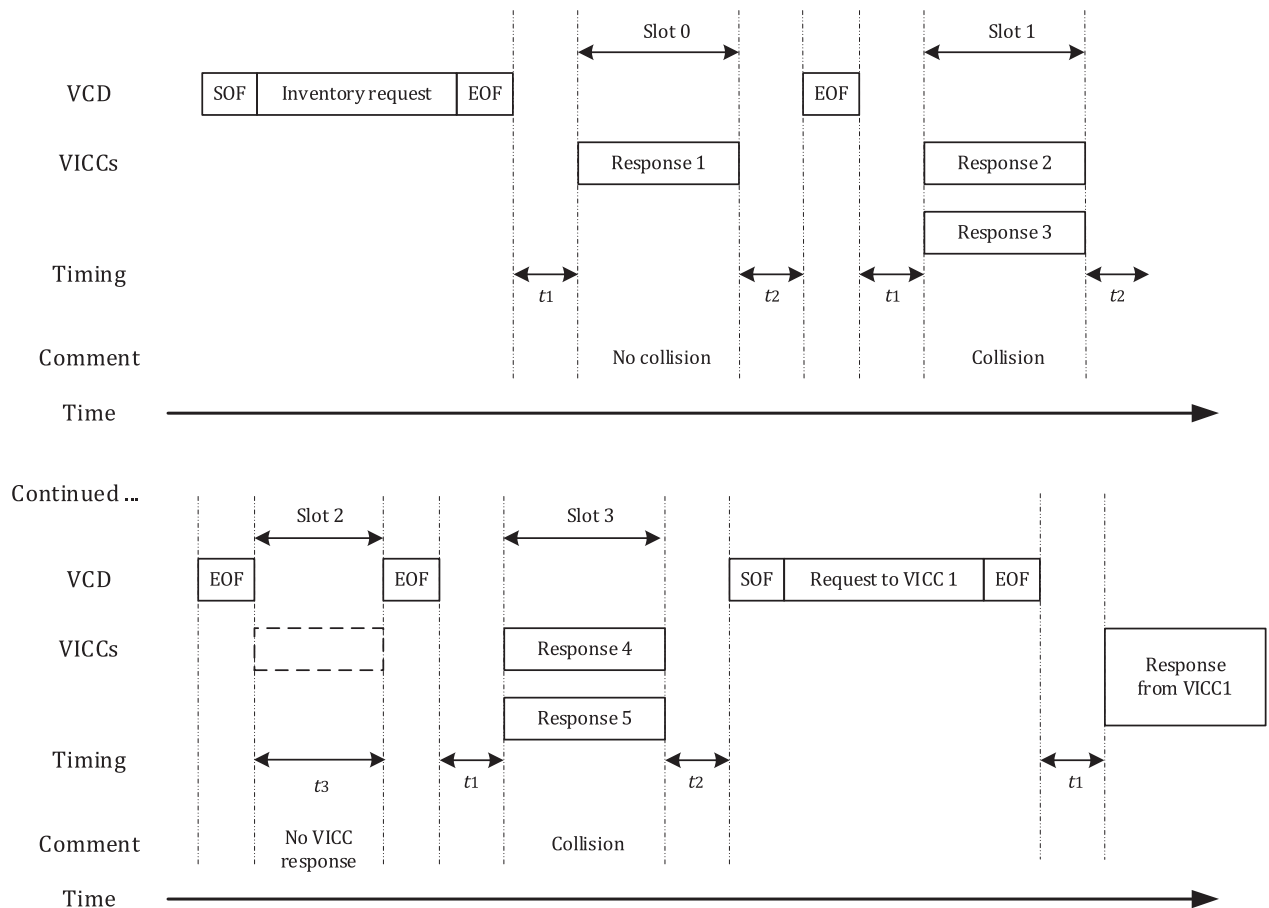 Slot 0 Slot 1
VCD SOF Inventory request EOF EOF
VICCs Response 1 Response 2
Response 3
Timing
t1 t2 t1 t2
Comment No collision Collision
Time
Continued ...
Slot 2 Slot 3
VCD EOF EOF SOF Request to VICC 1 EOF
VICCs Response 4
Response
from VICC1
Response 5
Timing
t3 t1 t2 t1
Comment No VICC
response Collision
Time